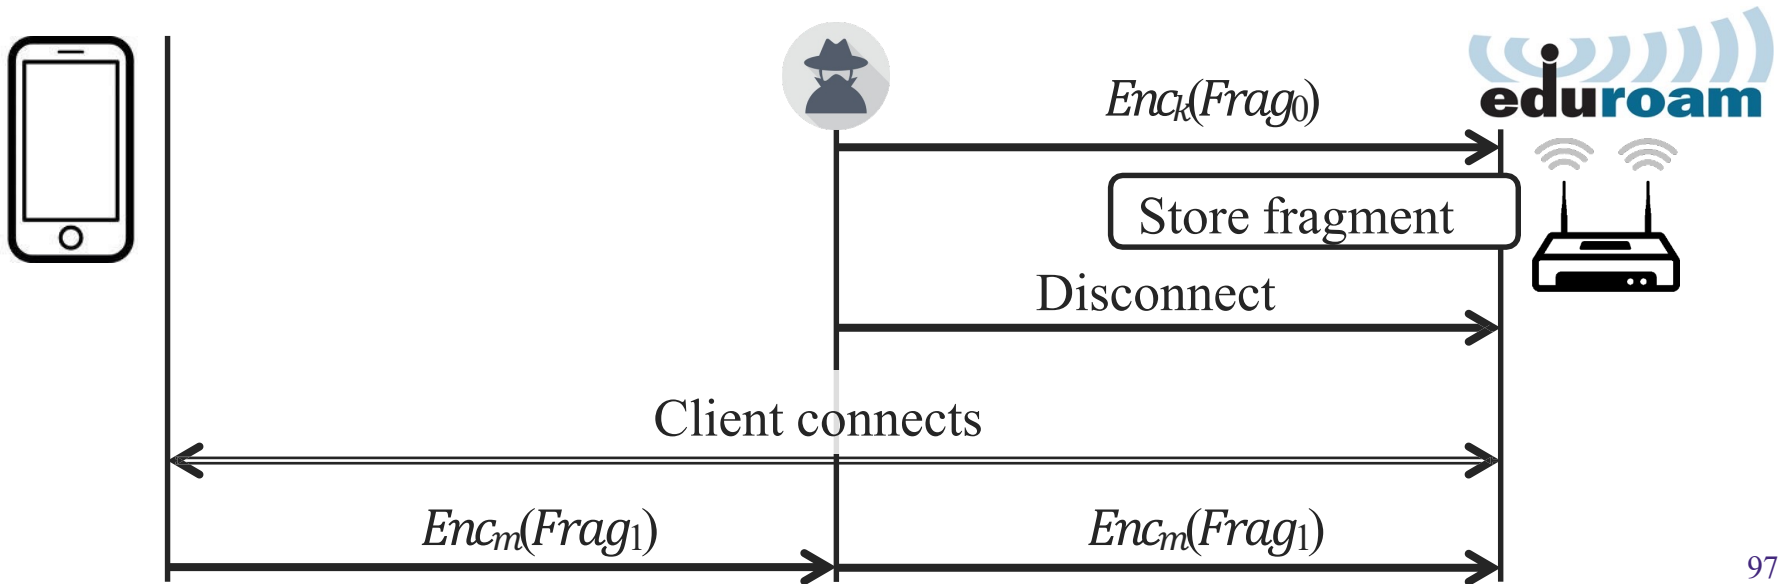 Enck(Frag0)
eduroam
Store fragment
Disconnect
Client connects
Encm(Frag1)
Encm(Frag1)
97